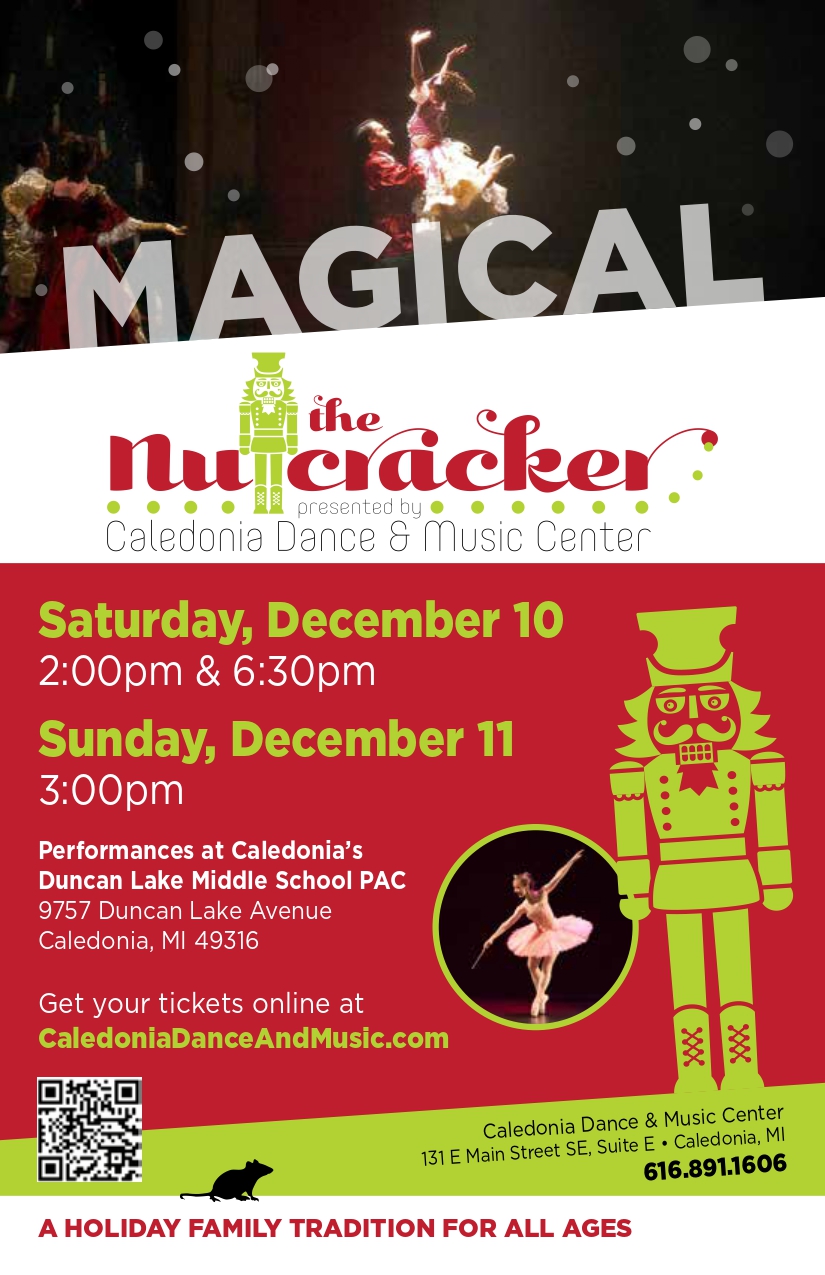 MAGICAL
the
nutcracker
presented by
Caledonia Dance & Music Center
Saturday, December 10
2:00pm & 6:30pm
Sunday, December 11
3:00pm
Performances at Caledonia’s
Duncan Lake Middle School PAC
9757 Duncan Lake Avenue
Caledonia, MI 49316
Get your tickets online at
CaledoniaDanceAndMusic.com
Caledonia Dance & Music Center
131 E Main Street SE, Suite E • Caledonia, MI
616.891.1606
A HOLIDAY FAMILY TRADITION FOR ALL AGES